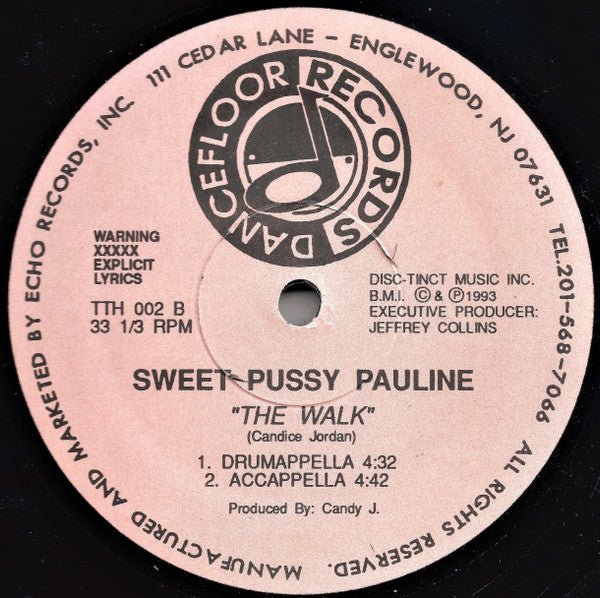 MANUFACTURED AND MARKETED BY ECHO RECORDS, INC. 111 CEDAR LANE - ENGLEWOOD, NJ 07631 TEL.201-568-7066 ALL RIGHTS RESERVED.
DANCEFLOOR RECORDS
WARNING
XXXXX
EXPLICIT
LYRICS
TTH 002 B
33 1/3 RPM
DISC-TINCT MUSIC INC.
B.M.I. © & ℗ 1993
EXECUTIVE PRODUCER:
JEFFREY COLLINS
SWEET PUSSY PAULINE
"THE WALK"
(Candice Jordan)
1. DRUMAPPELLA 4:32
2. ACCAPPELLA 4:42
Produced By: Candy J.